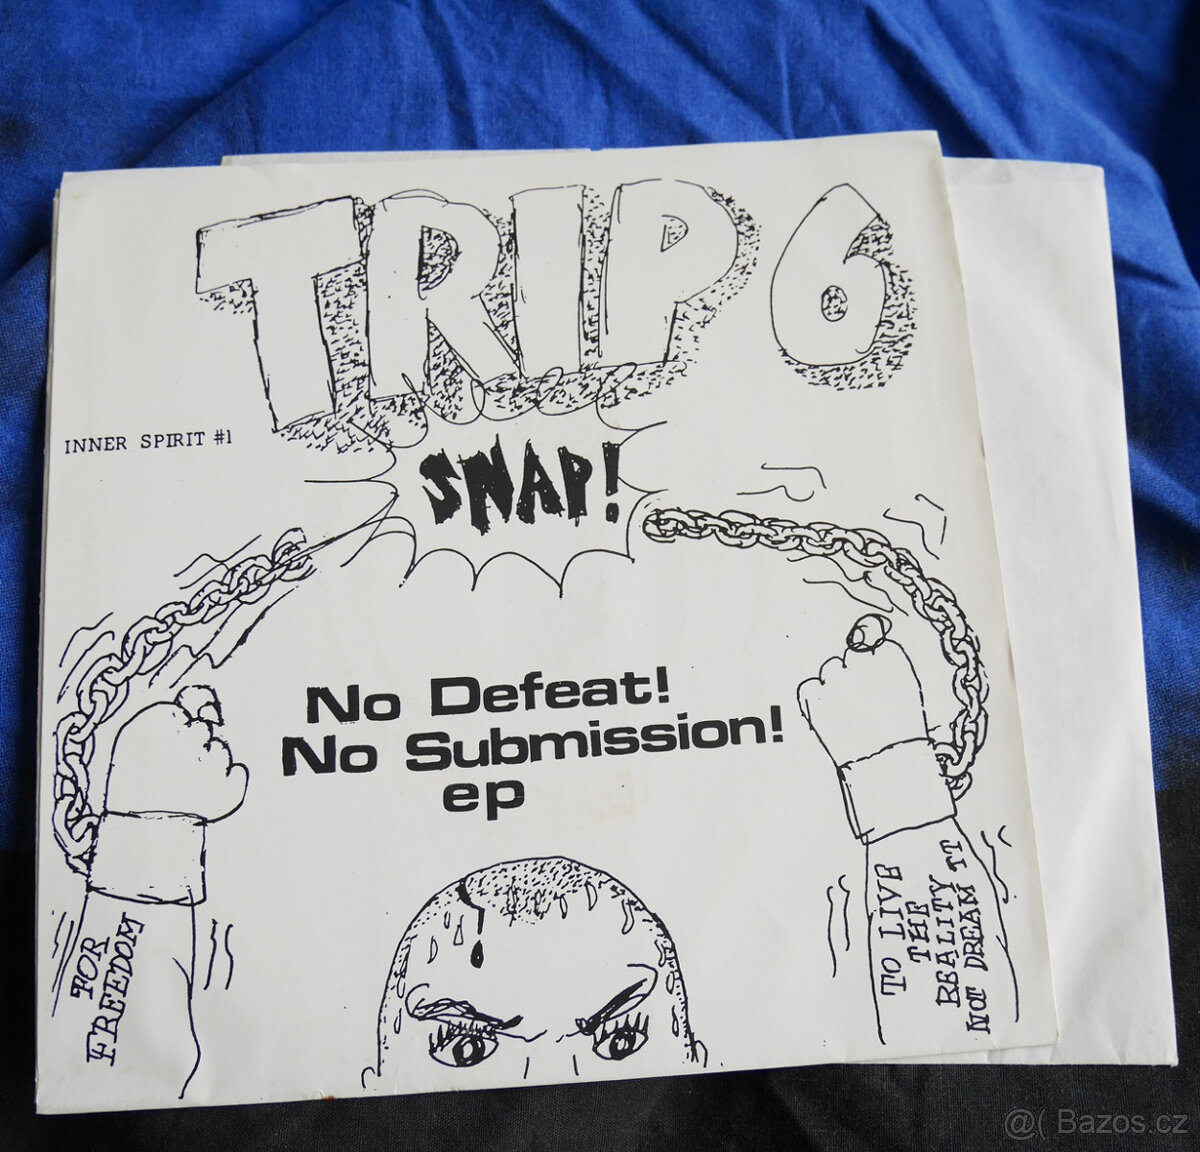 TRIP 6
INNER SPIRIT #1
SNAP!
No Defeat!
No Submission!
ep
FOR
FREEDOM
TO LIVE
THE
REALITY
NOT DREAM IT
@( Bazos.cz